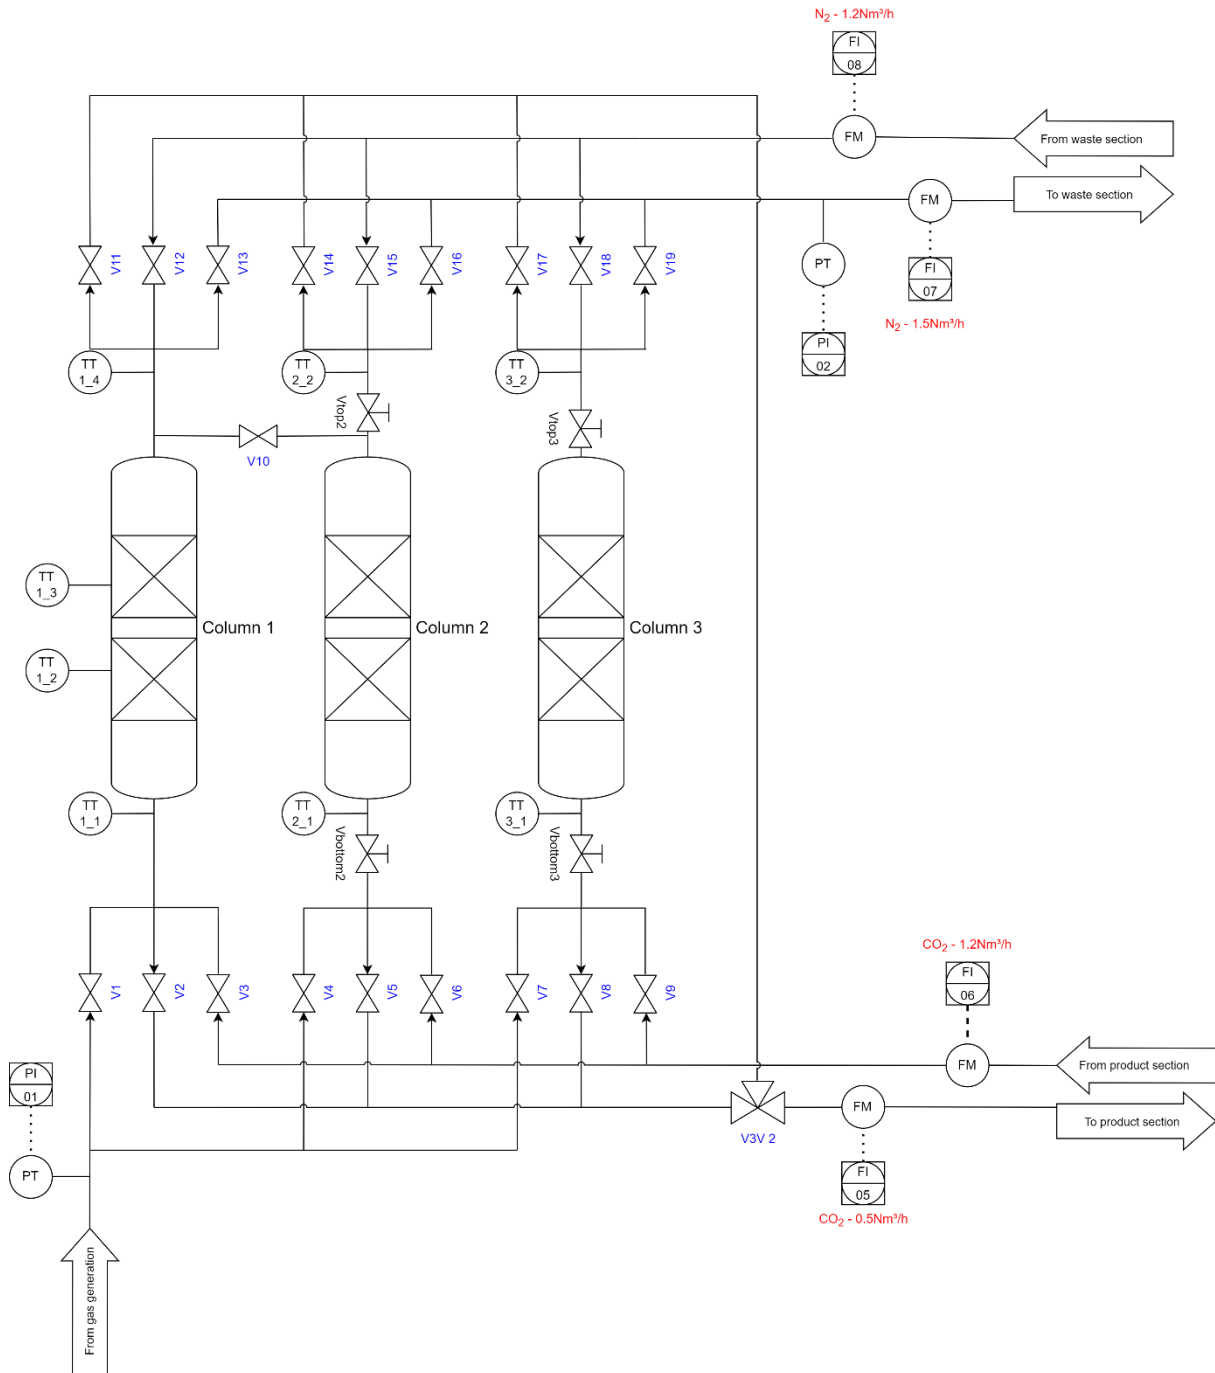 N₂ - 1.2Nm³/h
FI
08
FM
From waste section
To waste section
FM
FI
07
N₂ - 1.5Nm³/h
PT
PI
02
V11
V12
V13
V14
V15
V16
V17
V18
V19
TT
1_4
TT
2_2
TT
3_2
Vtop2
Vtop3
V10
TT
1_3
TT
1_2
Column 1
Column 2
Column 3
TT
1_1
TT
2_1
TT
3_1
Vbottom2
Vbottom3
V1
V2
V3
V4
V5
V6
V7
V8
V9
CO₂ - 1.2Nm³/h
FI
06
FM
From product section
FM
To product section
V3V 2
FI
05
CO₂ - 0.5Nm³/h
PI
01
PT
From gas generation